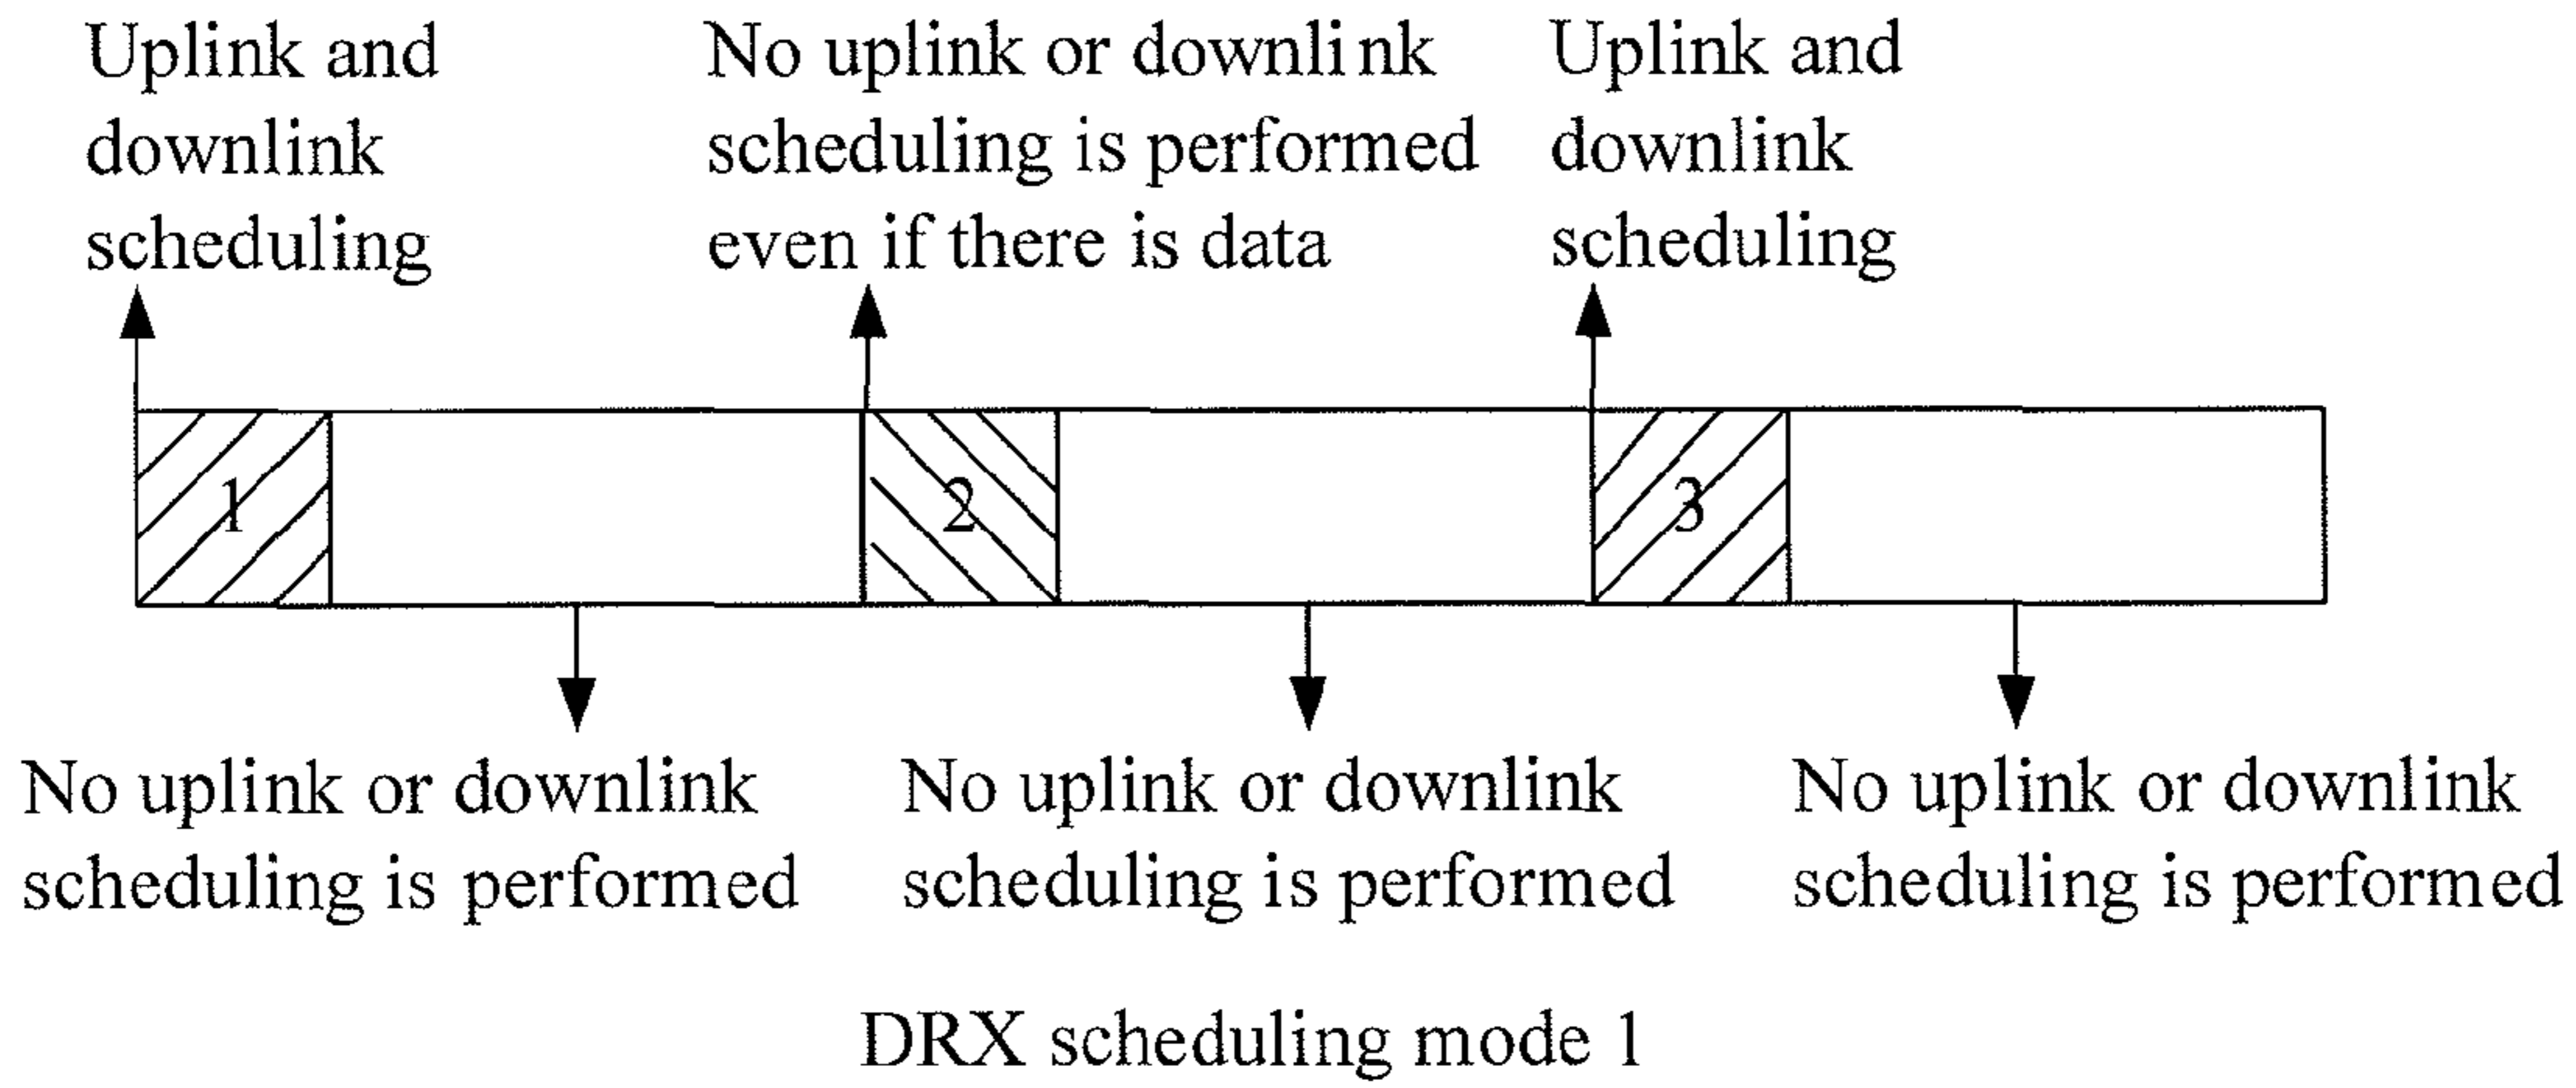 Uplink and
downlink
scheduling
No uplink or downlink
scheduling is performed
even if there is data
Uplink and
downlink
scheduling
1
2
3
No uplink or downlink
scheduling is performed
No uplink or downlink
scheduling is performed
No uplink or downlink
scheduling is performed
DRX scheduling mode 1